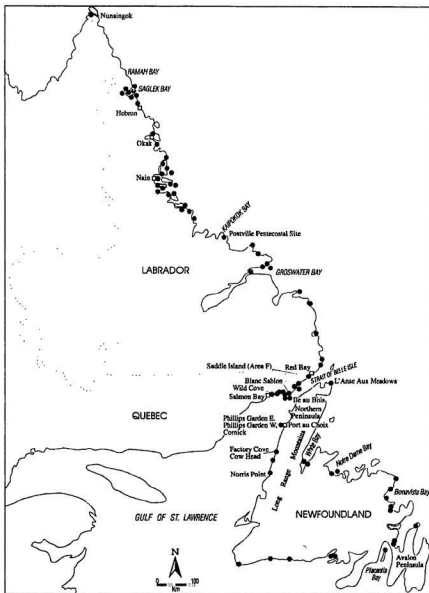 Nunaingok
RAMAH BAY
SAGLEK BAY
Hebron
Okak
Nain
KAIPOKOK BAY
Postville Pentecostal Site
LABRADOR
GROSWATER BAY
Saddle Island (Area F)
Red Bay
STRAIT OF BELLE ISLE
Blanc Sablon
L'Anse Aux Meadows
Wild Cove
Salmon Bay
Ile au Bois
QUEBEC
Northern
Peninsula
Phillips Garden E.
Phillips Garden W.
Port au Choix
Cornick
White Bay
Notre Dame Bay
Factory Cove
Cow Head
Long Range Mountains
Norris Point
Bonavista Bay
GULF OF ST. LAWRENCE
NEWFOUNDLAND
Avalon
Peninsula
Placentia
Bay
N
0 100
Km